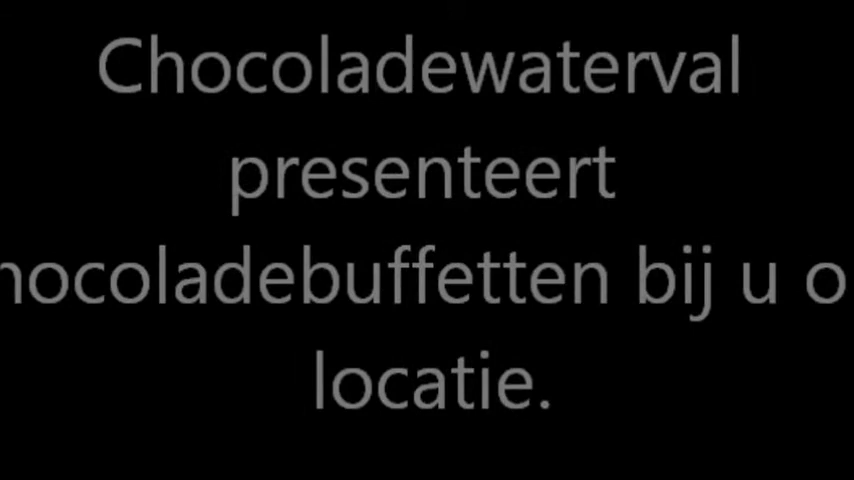 Chocoladewaterval
presenteert
hocoladebuffetten bij u o
locatie.